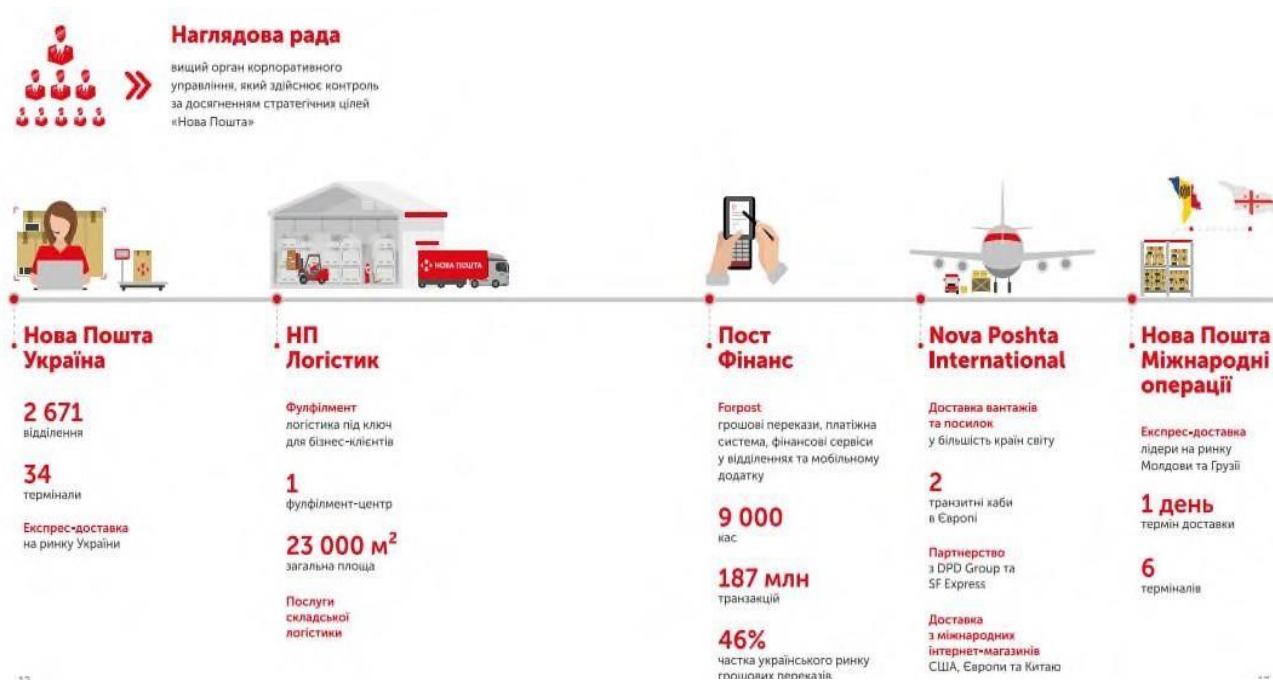 Наглядова рада
вищий орган корпоративного
управління, який здійснює контроль
за досягненням стратегічних цілей
«Нова Пошта»
НОВА ПОШТА
Нова Пошта
Україна
2 671
відділення
34
термінали
Експрес-доставка
на ринку України
НП
Логістик
Фулфілмент
логістика під ключ
для бізнес-клієнтів
1
фулфілмент-центр
23 000 м²
загальна площа
Послуги
складської
логістики
Пост
Фінанс
Forpost
грошові перекази, платіжна
система, фінансові сервіси
у відділеннях та мобільному
додатку
9 000
кас
187 млн
транзакцій
46%
частка українського ринку
грошових переказів
Nova Poshta
International
Доставка вантажів
та посилок
у більшість країн світу
2
транзитні хаби
в Європі
Партнерство
з DPD Group та
SF Express
Доставка
з міжнародних
інтернет-магазинів
США, Європи та Китаю
Нова Пошта
Міжнародні
операції
Експрес-доставка
лідери на ринку
Молдови та Грузії
1 день
термін доставки
6
терміналів